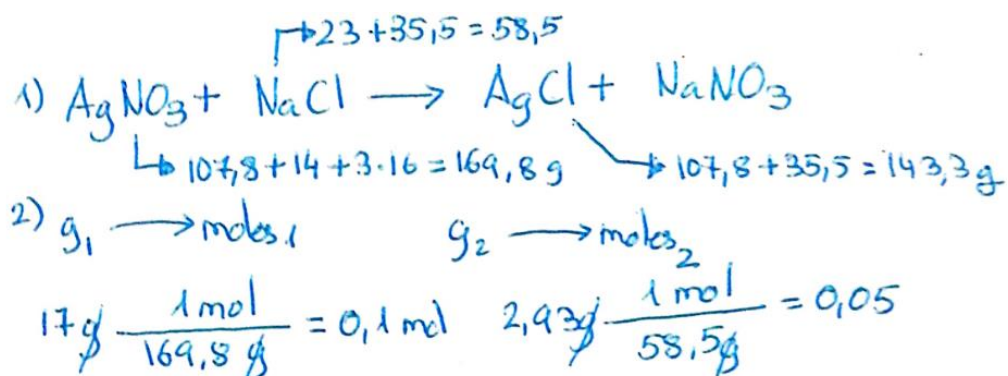 23 + 35,5 = 58,5
1) AgNO₃ + NaCl → AgCl + NaNO₃
107,8 + 14 + 3·16 = 169,8 g 107,8 + 35,5 = 143,3 g
2) g₁ → moles₁ g₂ → moles₂
17 g 1 mol / 169,8 g = 0,1 mol 2,93 g 1 mol / 58,5 g = 0,05